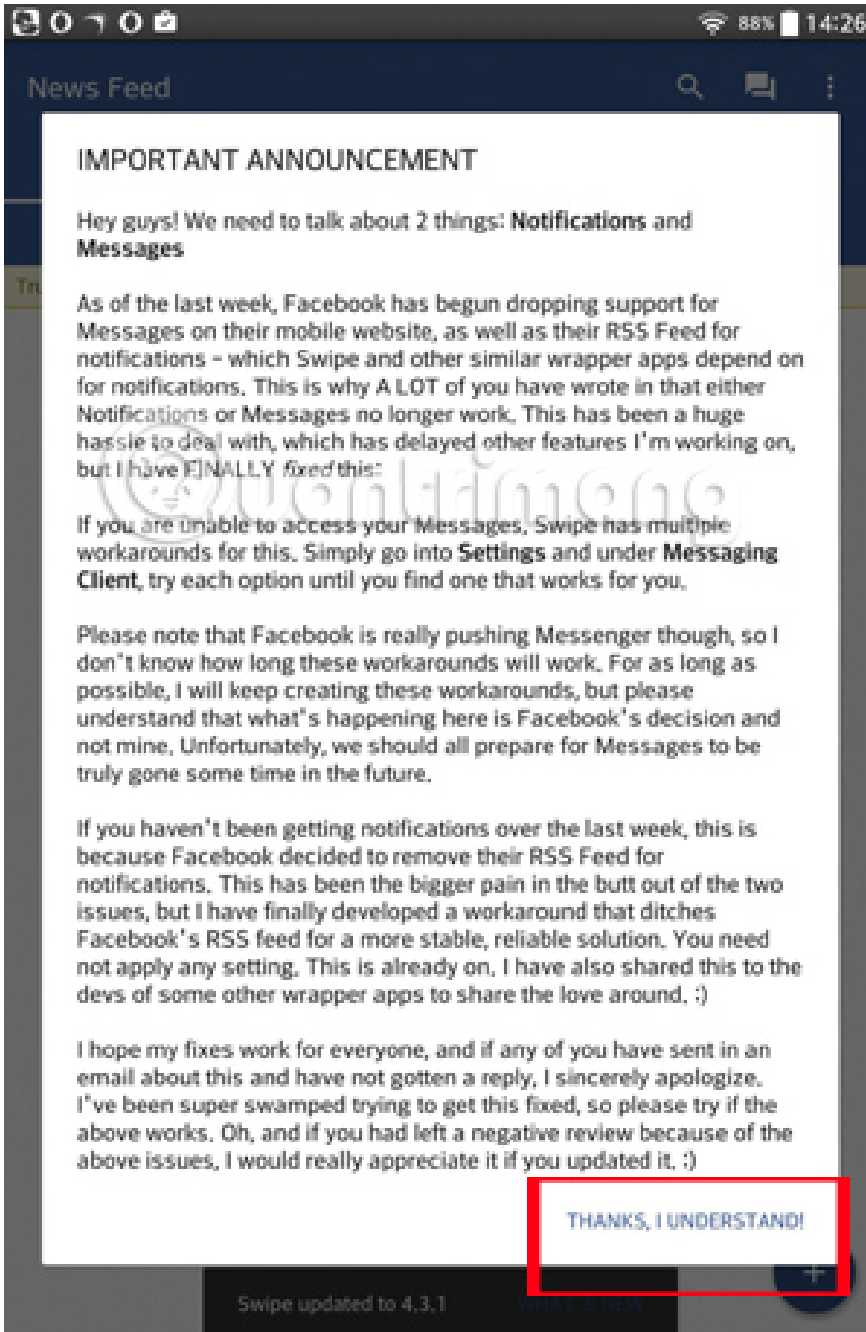 88% 14:26
News Feed
IMPORTANT ANNOUNCEMENT
Hey guys! We need to talk about 2 things: Notifications and
Messages
Tru
As of the last week, Facebook has begun dropping support for
Messages on their mobile website, as well as their RSS Feed for
notifications - which Swipe and other similar wrapper apps depend on
for notifications. This is why A LOT of you have wrote in that either
Notifications or Messages no longer work. This has been a huge
hassle to deal with, which has delayed other features I'm working on,
but I have FINALLY fixed this:
Quantrimang
If you are unable to access your Messages, Swipe has multiple
workarounds for this. Simply go into Settings and under Messaging
Client, try each option until you find one that works for you.
Please note that Facebook is really pushing Messenger though, so I
don't know how long these workarounds will work. For as long as
possible, I will keep creating these workarounds, but please
understand that what's happening here is Facebook's decision and
not mine. Unfortunately, we should all prepare for Messages to be
truly gone some time in the future.
If you haven't been getting notifications over the last week, this is
because Facebook decided to remove their RSS Feed for
notifications. This has been the bigger pain in the butt out of the two
issues, but I have finally developed a workaround that ditches
Facebook's RSS feed for a more stable, reliable solution. You need
not apply any setting. This is already on. I have also shared this to the
devs of some other wrapper apps to share the love around. :)
I hope my fixes work for everyone, and if any of you have sent in an
email about this and have not gotten a reply, I sincerely apologize.
I've been super swamped trying to get this fixed, so please try if the
above works. Oh, and if you had left a negative review because of the
above issues, I would really appreciate it if you updated it. :)
THANKS, I UNDERSTAND!
Swipe updated to 4.3.1 WHAT'S NEW